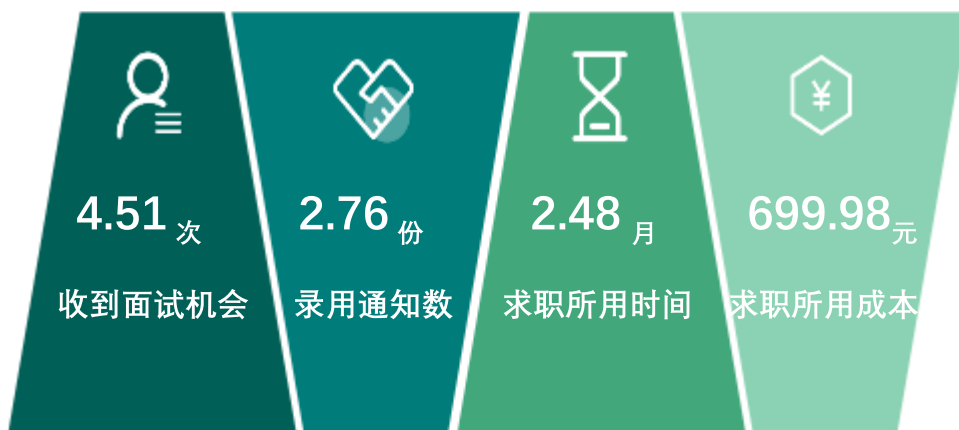 4.51 次
收到面试机会
2.76 份
录用通知数
2.48 月
求职所用时间
¥
699.98元
求职所用成本